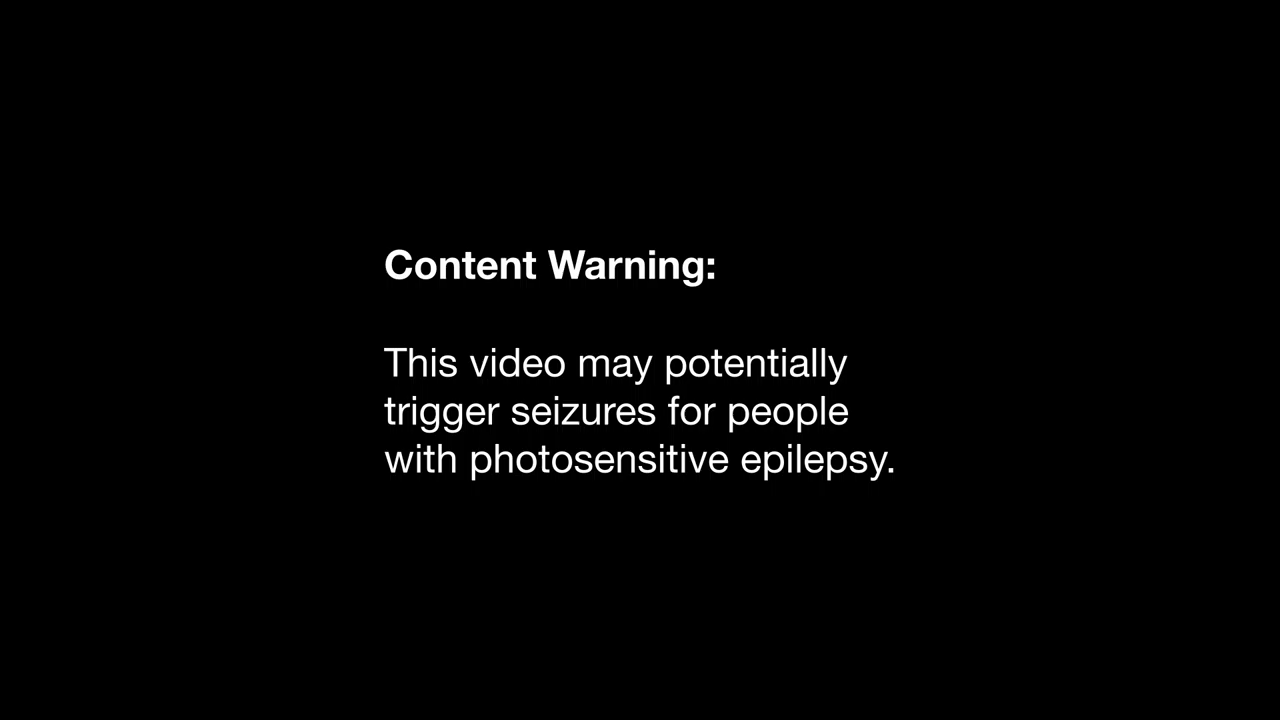 Content Warning:
This video may potentially
trigger seizures for people
with photosensitive epilepsy.